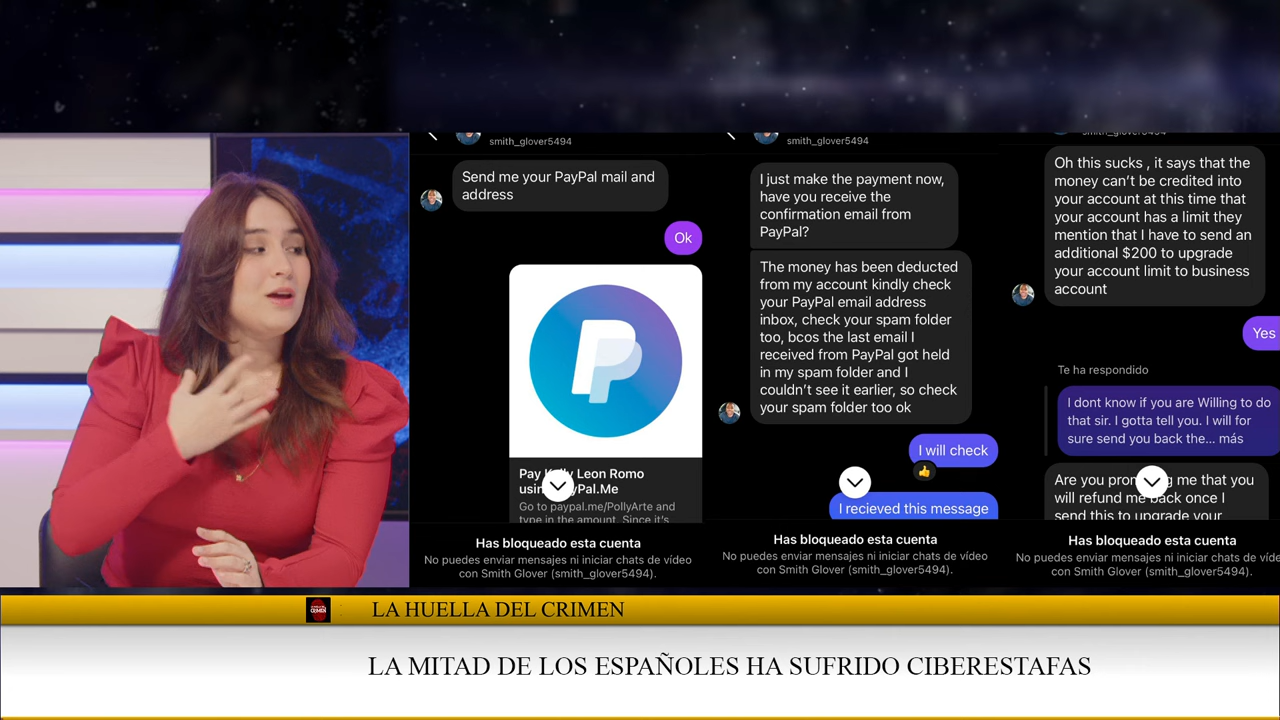 smith_glover5494
Send me your PayPal mail and
address
Ok
Pay Leon Romo
using PayPal.Me
Go to paypal.me/PollyArte and
type in the amount. Since it's
Has bloqueado esta cuenta
No puedes enviar mensajes ni iniciar chats de vídeo
con Smith Glover (smith_glover5494).
smith_glover5494
I just make the payment now,
have you receive the
confirmation email from
PayPal?
The money has been deducted
from my account kindly check
your PayPal email address
inbox, check your spam folder
too, bcos the last email I
received from PayPal got held
in my spam folder and I
couldn't see it earlier, so check
your spam folder too ok
I will check
I recieved this message
Has bloqueado esta cuenta
No puedes enviar mensajes ni iniciar chats de vídeo
con Smith Glover (smith_glover5494).
smith_glover5494
Oh this sucks , it says that the
money can't be credited into
your account at this time that
your account has a limit they
mention that I have to send an
additional $200 to upgrade
your account limit to business
account
Yes
Te ha respondido
I dont know if you are Willing to do
that sir. I gotta tell you. I will for
sure send you back the... más
Are you promising me that you
will refund me back once I
send this to upgrade your
Has bloqueado esta cuenta
No puedes enviar mensajes ni iniciar chats de vide
con Smith Glover (smith_glover5494).
CRIMEN
LA HUELLA DEL CRIMEN
LA MITAD DE LOS ESPAÑOLES HA SUFRIDO CIBERESTAFAS